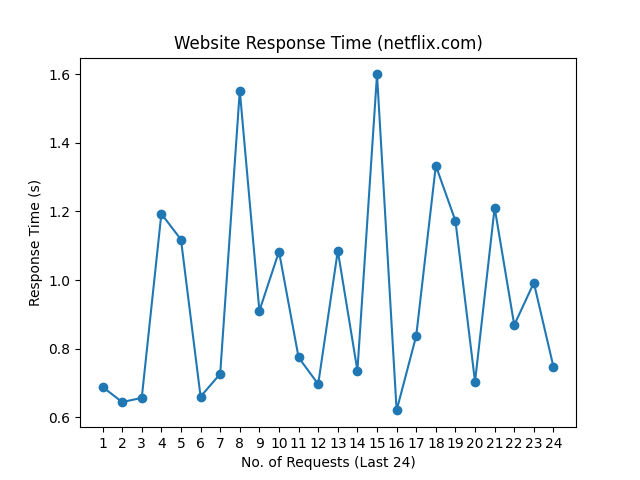 Website Response Time (netflix.com)
Response Time (s)
1.6
1.4
1.2
1.0
0.8
0.6
1 2 3 4 5 6 7 8 9 10 11 12 13 14 15 16 17 18 19 20 21 22 23 24
No. of Requests (Last 24)